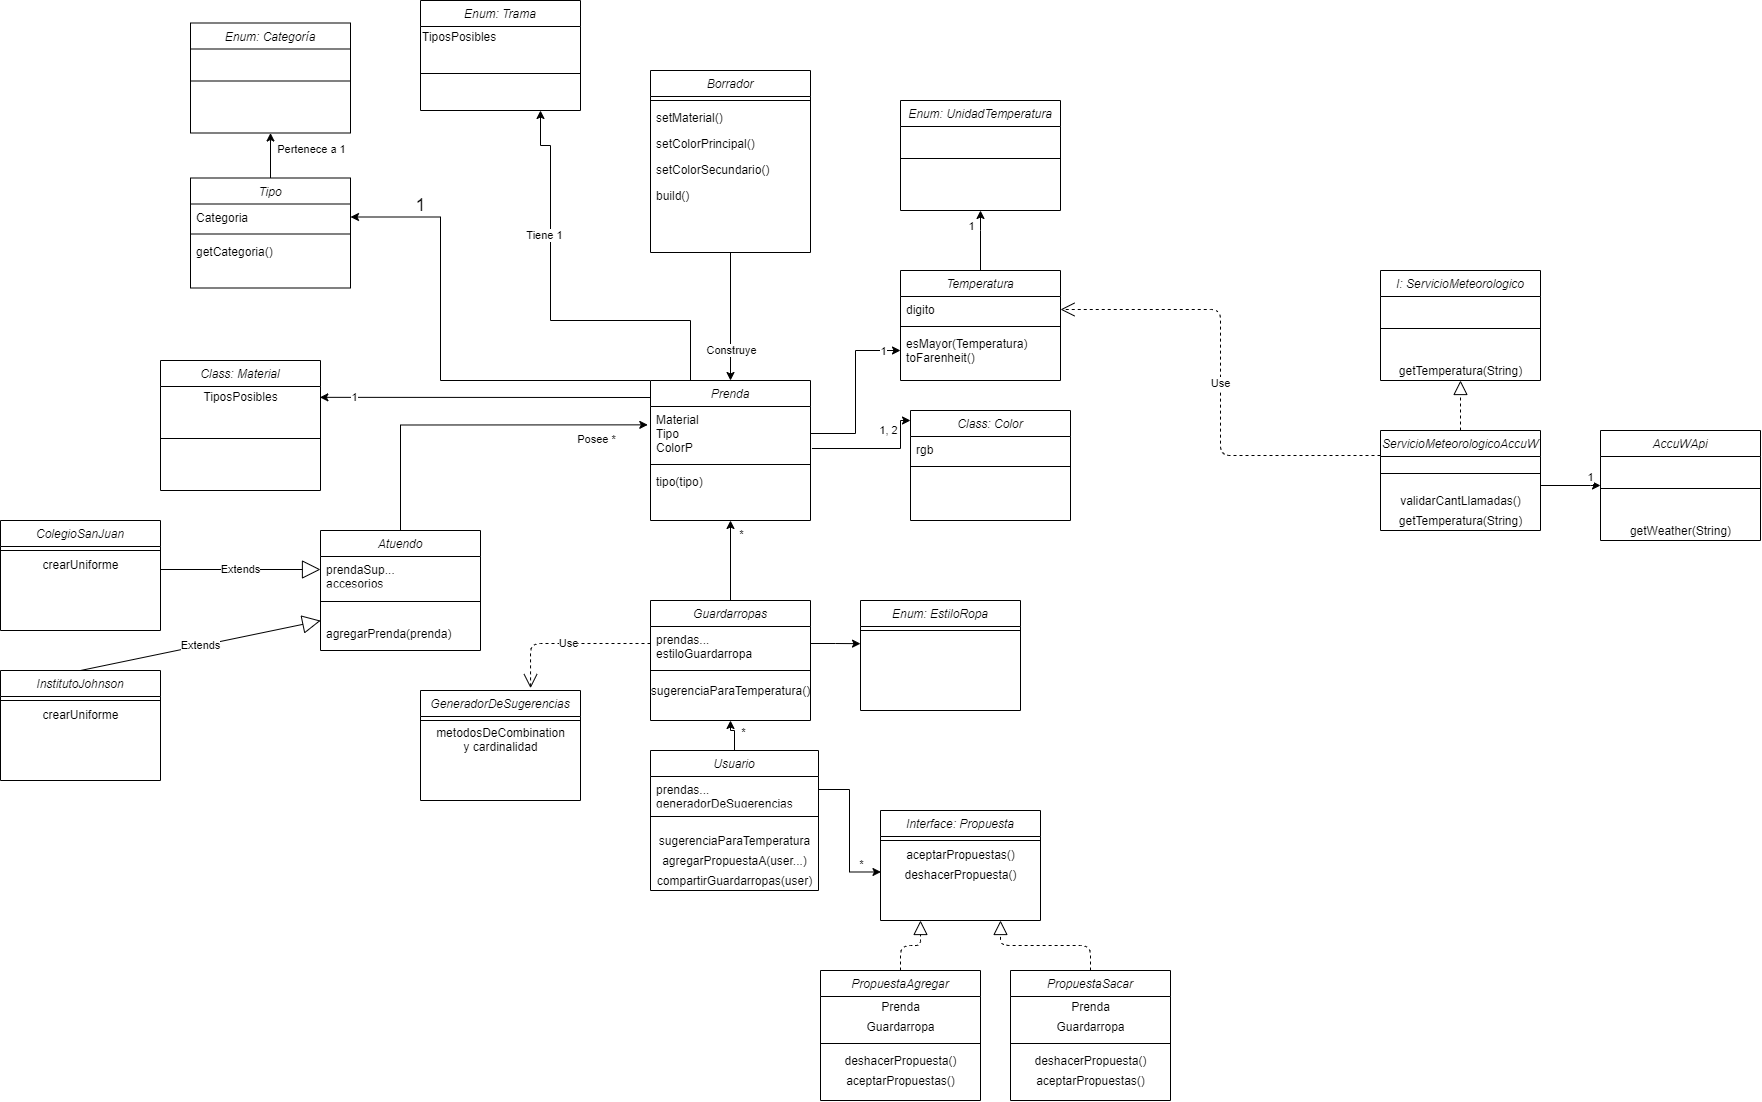 Enum: Trama
TiposPosibles
Enum: Categoría
Pertenece a 1
Tipo
Categoria
getCategoria()
1
Tiene 1
Borrador
setMaterial()
setColorPrincipal()
setColorSecundario()
build()
Construye
Enum: UnidadTemperatura
1
Temperatura
digito
esMayor(Temperatura)
toFarenheit()
1
Use
I: ServicioMeteorologico
getTemperatura(String)
ServicioMeteorologicoAccuW
validarCantLlamadas()
getTemperatura(String)
1
AccuWApi
getWeather(String)
Class: Material
TiposPosibles
1
Prenda
Material
Tipo
ColorP
tipo(tipo)
1, 2
Class: Color
rgb
Posee *
ColegioSanJuan
crearUniforme
Extends
Atuendo
prendaSup...
accesorios
agregarPrenda(prenda)
Extends
InstitutoJohnson
crearUniforme
*
Guardarropas
prendas...
estiloGuardarropa
sugerenciaParaTemperatura()
Enum: EstiloRopa
Use
GeneradorDeSugerencias
metodosDeCombination
y cardinalidad
*
Usuario
prendas...
generadorDeSugerencias
sugerenciaParaTemperatura
agregarPropuestaA(user...)
compartirGuardarropas(user)
*
Interface: Propuesta
aceptarPropuestas()
deshacerPropuesta()
PropuestaAgregar
Prenda
Guardarropa
deshacerPropuesta()
aceptarPropuestas()
PropuestaSacar
Prenda
Guardarropa
deshacerPropuesta()
aceptarPropuestas()